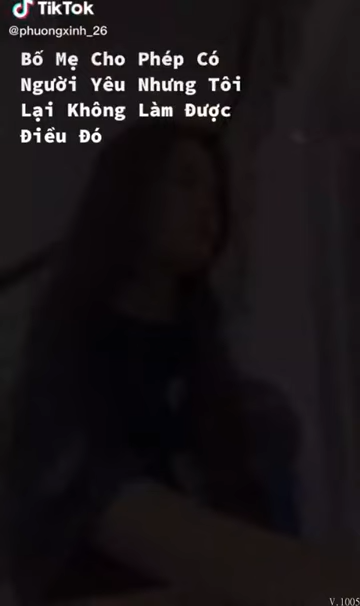 TikTok
@phuongxinh_26
Bố Mẹ Cho Phép Có
Người Yêu Nhưng Tôi
Lại Không Làm Được
Điều Đó
V.1005